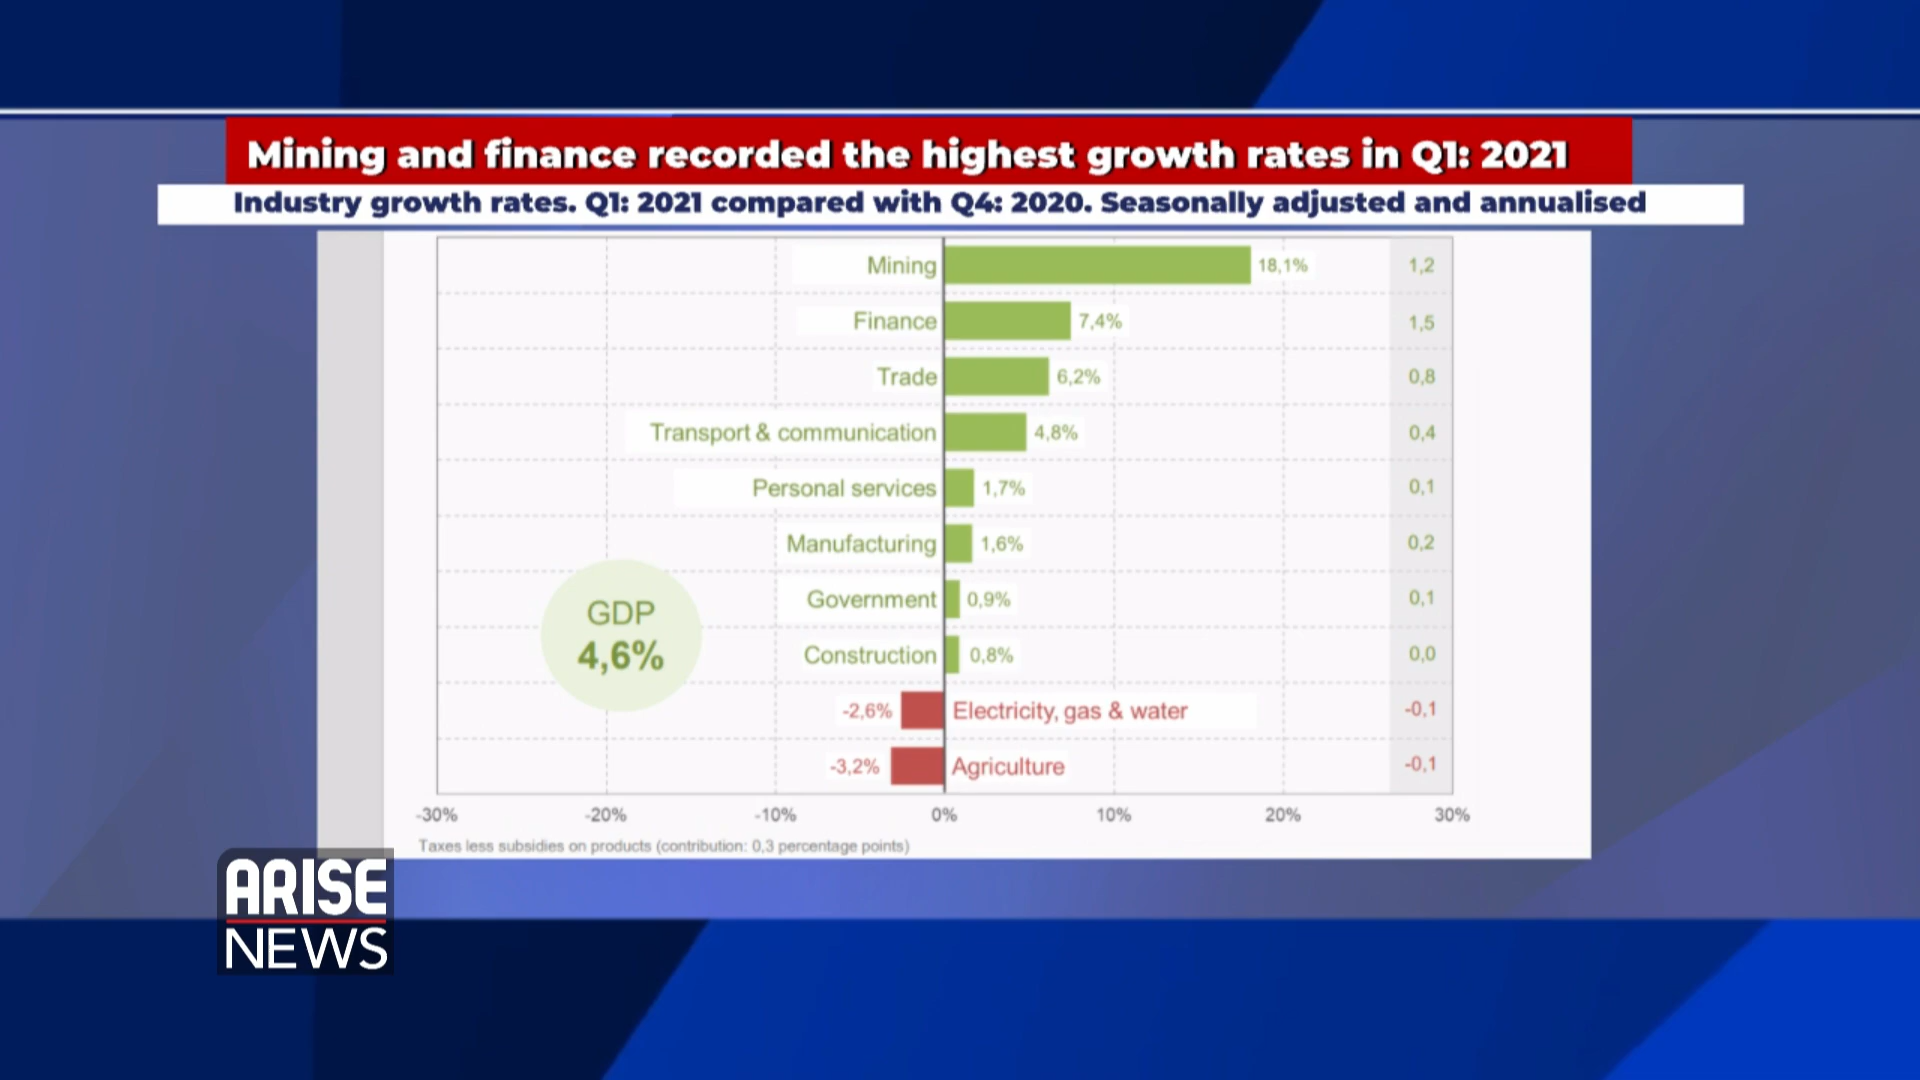 Mining and finance recorded the highest growth rates in Q1: 2021
Industry growth rates. Q1: 2021 compared with Q4: 2020. Seasonally adjusted and annualised
Mining 18,1% 1,2
Finance 7,4% 1,5
Trade 6,2% 0,8
Transport & communication 4,8% 0,4
Personal services 1,7% 0,1
Manufacturing 1,6% 0,2
Government 0,9% 0,1
Construction 0,8% 0,0
-2,6% Electricity, gas & water -0,1
-3,2% Agriculture -0,1
GDP
4,6%
-30% -20% -10% 0% 10% 20% 30%
Taxes less subsidies on products (contribution: 0,3 percentage points)
ARISE
NEWS